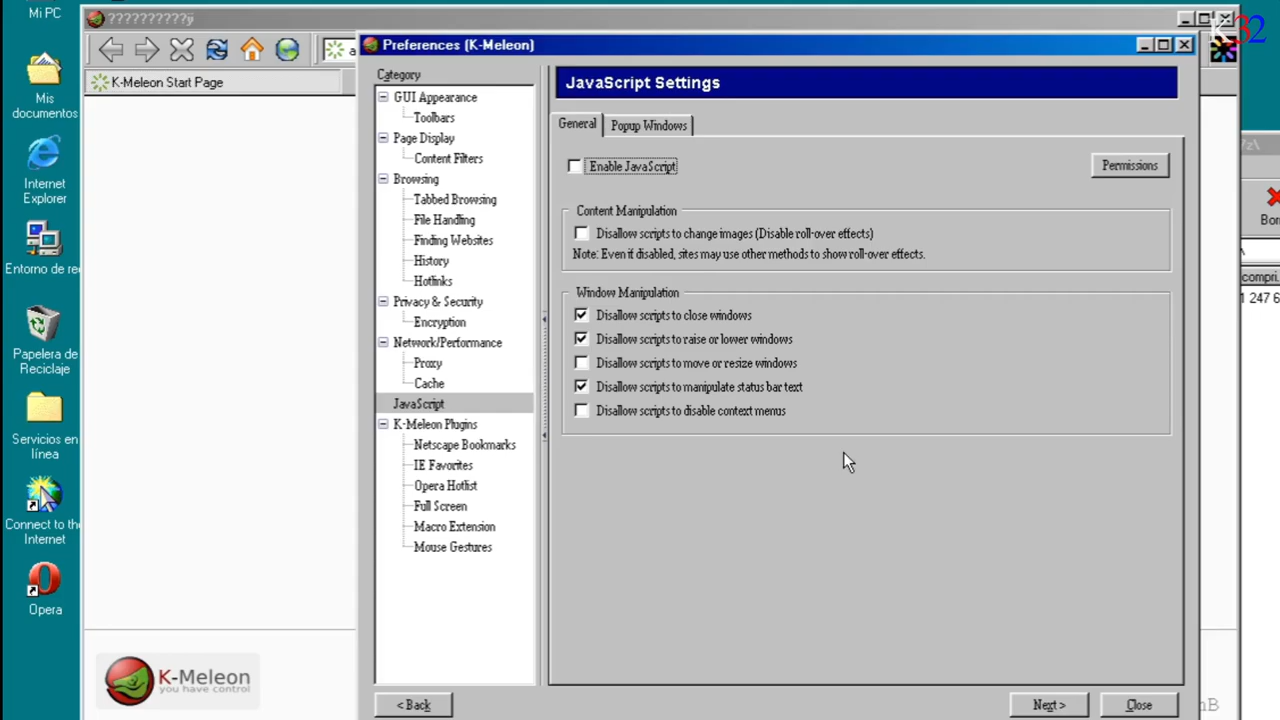 Mi PC
Mis
documentos
Internet
Explorer
Entorno de re
Papelera de
Reciclaje
Servicios en
línea
Connect to the
Internet
Opera
??????????ÿ
K-Meleon Start Page
K-Meleon
you have control
Preferences (K-Meleon)
Category
GUI Appearance
Toolbars
Page Display
Content Filters
Browsing
Tabbed Browsing
File Handling
Finding Websites
History
Hotlinks
Privacy & Security
Encryption
Network/Performance
Proxy
Cache
JavaScript
K-Meleon Plugins
Netscape Bookmarks
IE Favorites
Opera Hotlist
Full Screen
Macro Extension
Mouse Gestures
JavaScript Settings
General
Popup Windows
Enable JavaScript
Permissions
Content Manipulation
Disallow scripts to change images (Disable roll-over effects)
Note: Even if disabled, sites may use other methods to show roll-over effects.
Window Manipulation
Disallow scripts to close windows
Disallow scripts to raise or lower windows
Disallow scripts to move or resize windows
Disallow scripts to manipulate status bar text
Disallow scripts to disable context menus
< Back
Next >
Close
K32
Bor
compri.
1 247 6